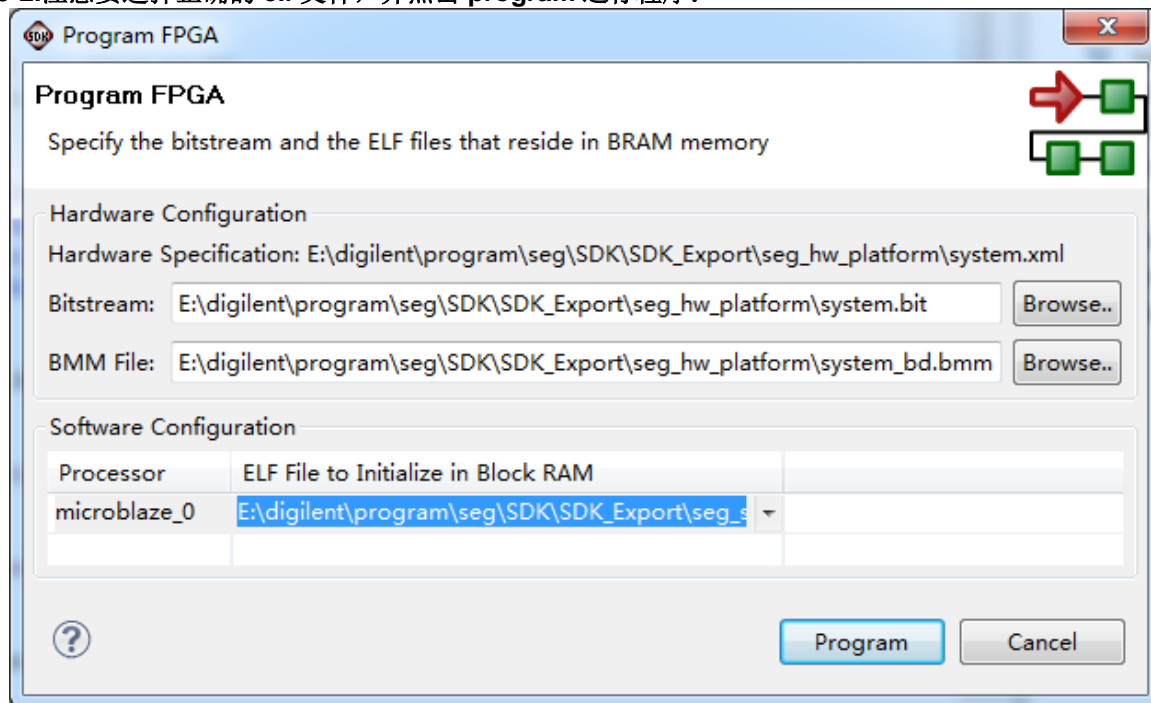 program
Program FPGA
Program FPGA
Specify the bitstream and the ELF files that reside in BRAM memory
Hardware Configuration
Hardware Specification: E:\digilent\program\seg\SDK\SDK_Export\seg_hw_platform\system.xml
Bitstream: E:\digilent\program\seg\SDK\SDK_Export\seg_hw_platform\system.bit Browse..
BMM File: E:\digilent\program\seg\SDK\SDK_Export\seg_hw_platform\system_bd.bmm Browse..
Software Configuration
Processor ELF File to Initialize in Block RAM
microblaze_0 E:\digilent\program\seg\SDK\SDK_Export\seg_s
? Program Cancel